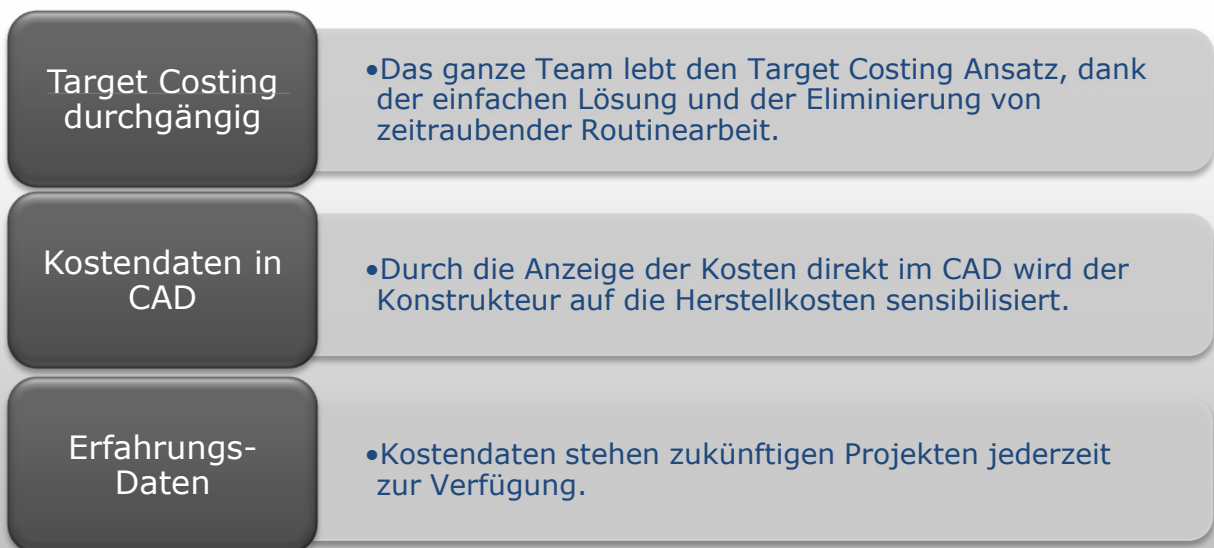 Target Costing
durchgängig
•Das ganze Team lebt den Target Costing Ansatz, dank
der einfachen Lösung und der Eliminierung von
zeitraubender Routinearbeit.
Kostendaten in
CAD
•Durch die Anzeige der Kosten direkt im CAD wird der
Konstrukteur auf die Herstellkosten sensibilisiert.
Erfahrungs-
Daten
•Kostendaten stehen zukünftigen Projekten jederzeit
zur Verfügung.